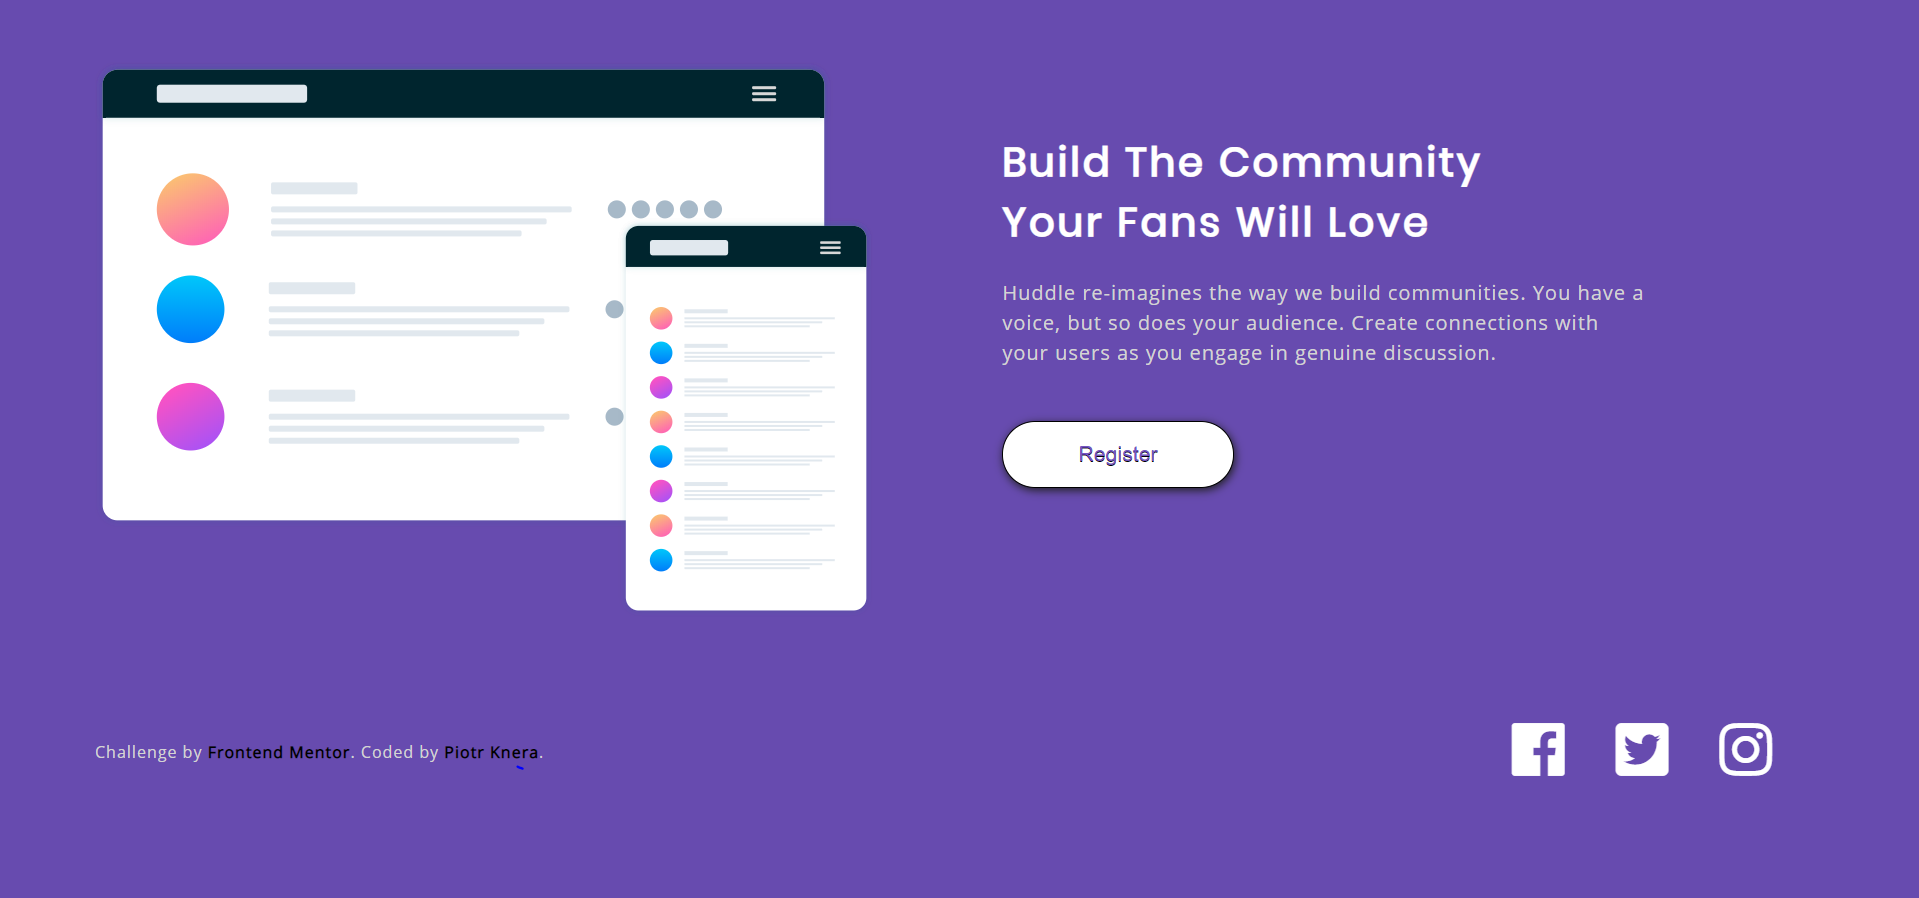 Build The Community
Your Fans Will Love
Huddle re-imagines the way we build communities. You have a
voice, but so does your audience. Create connections with
your users as you engage in genuine discussion.
Register
Challenge by Frontend Mentor. Coded by Piotr Knera.